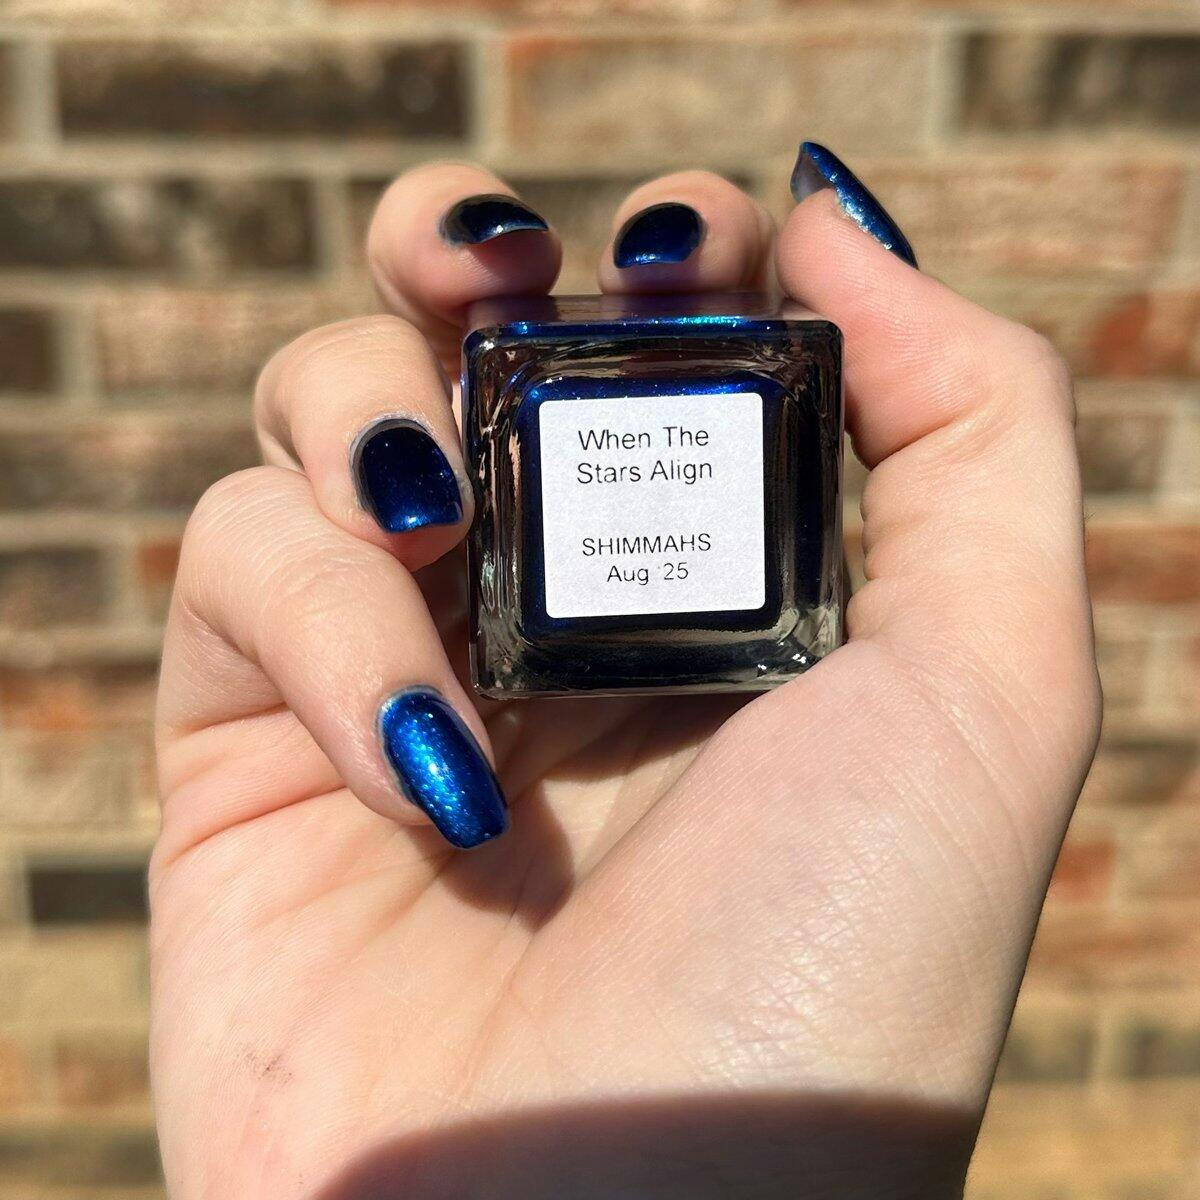 When The
Stars Align
SHIMMAHS
Aug '25